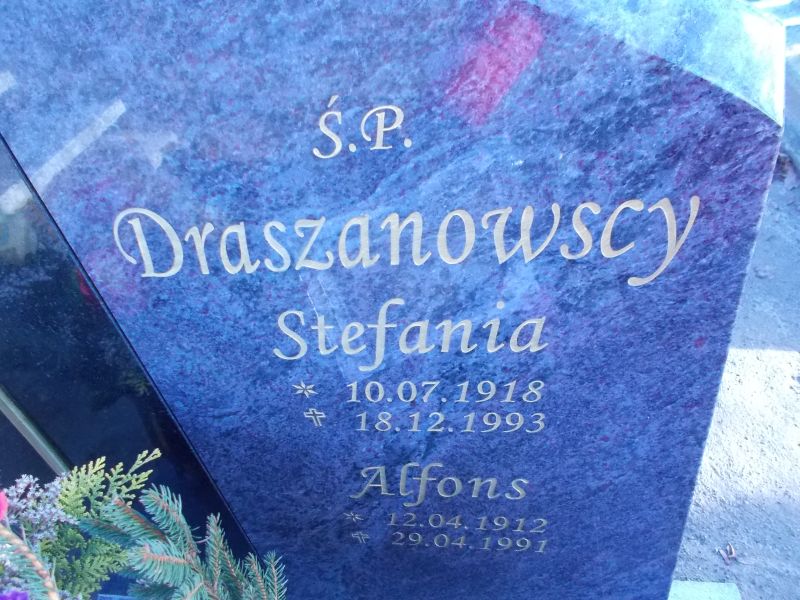 Ś.P.
Draszanowscy
Stefania
* 10.07.1918
✝ 18.12.1993
Alfons
* 12.04.1912
✝ 29.04.1991